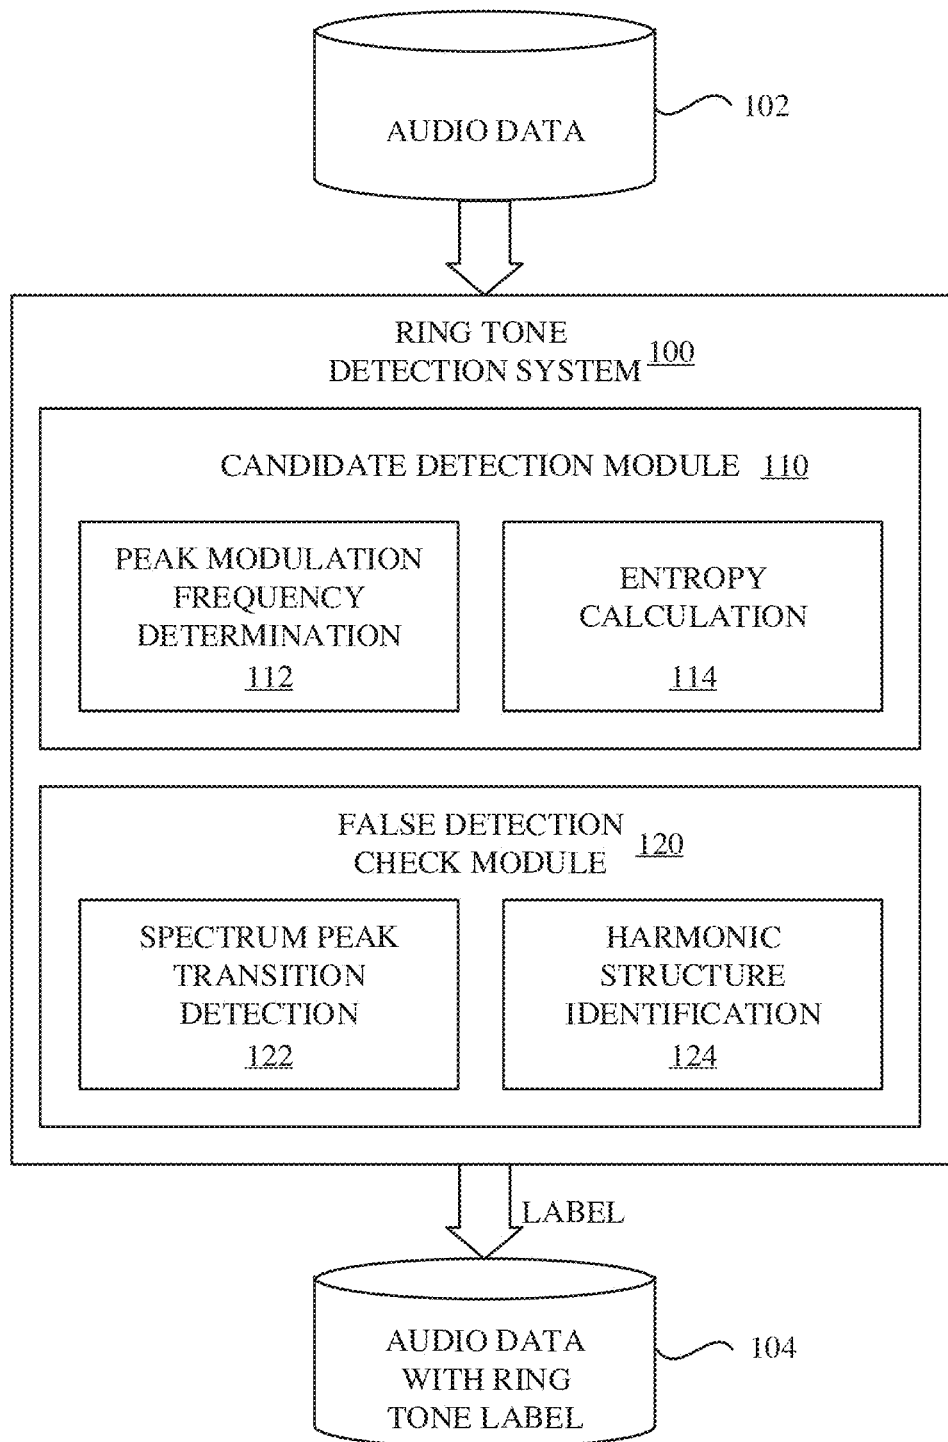 AUDIO DATA
102
RING TONE
DETECTION SYSTEM 100
CANDIDATE DETECTION MODULE 110
PEAK MODULATION
FREQUENCY
DETERMINATION
112
ENTROPY
CALCULATION
114
FALSE DETECTION
CHECK MODULE 120
SPECTRUM PEAK
TRANSITION
DETECTION
122
HARMONIC
STRUCTURE
IDENTIFICATION
124
LABEL
AUDIO DATA
WITH RING
TONE LABEL
104